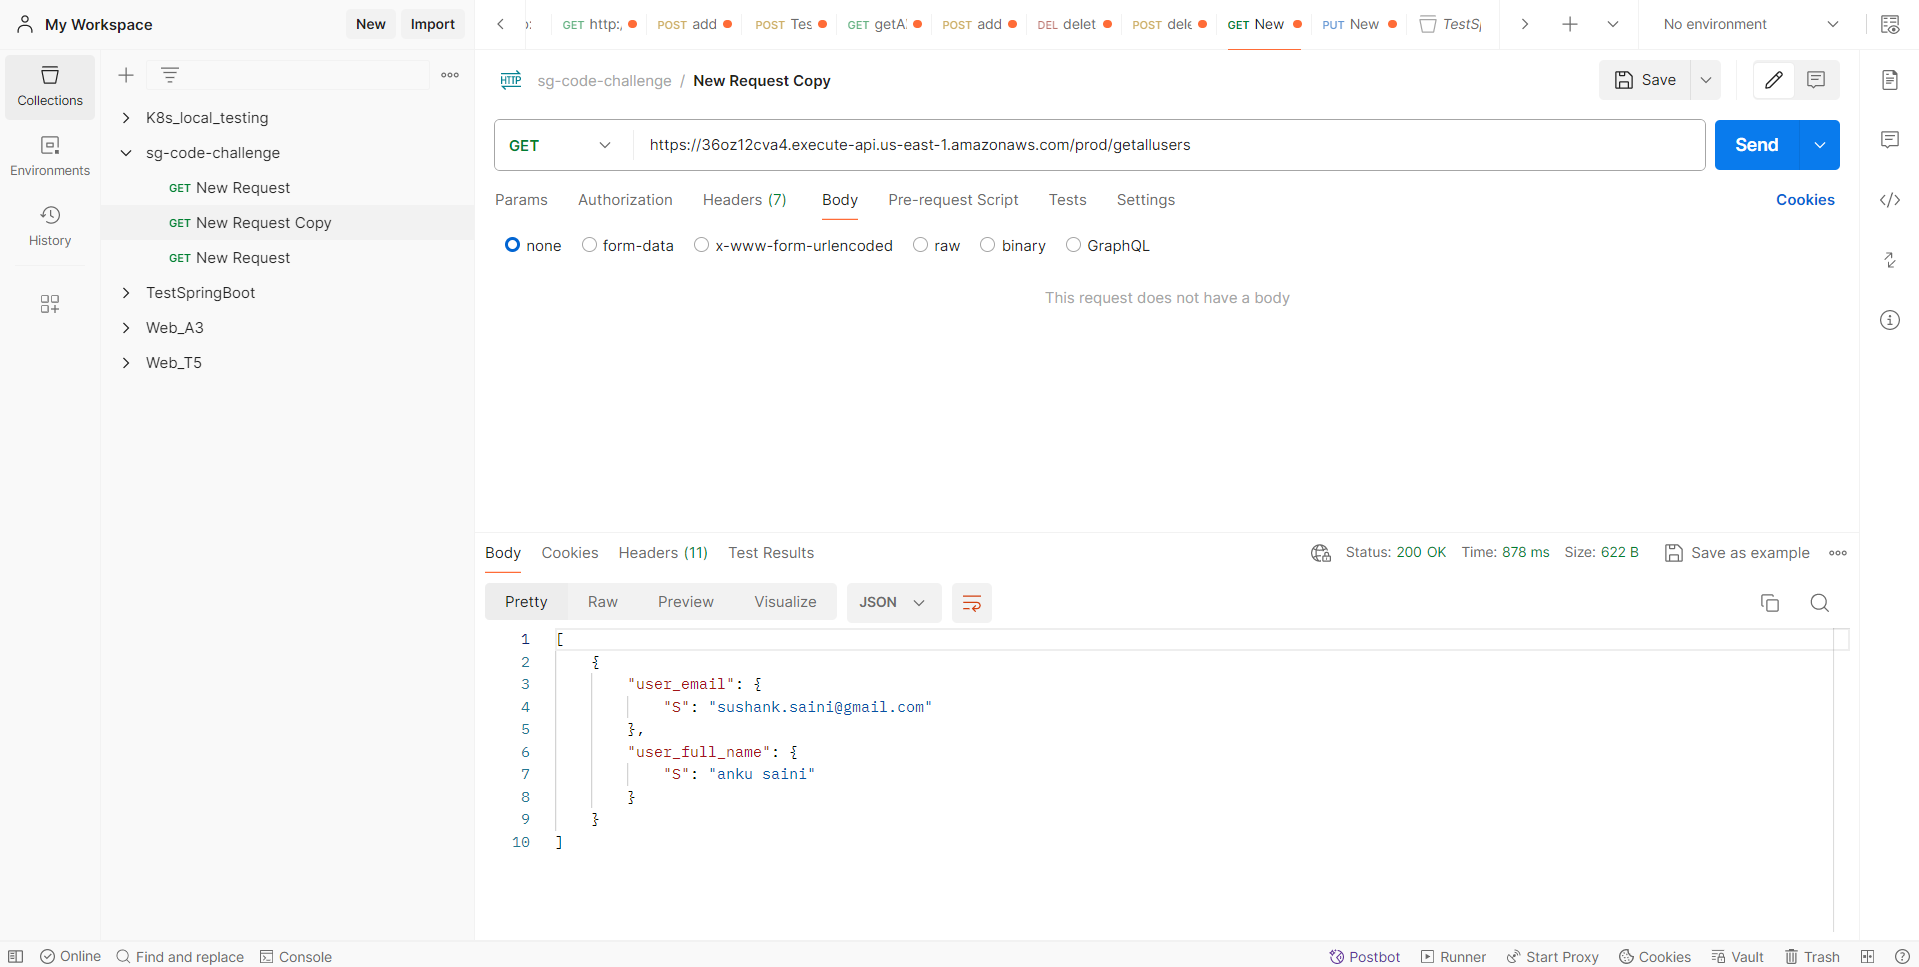 My Workspace
New
Import
GET http:,
POST add
POST Tes
GET getA
POST add
DEL delet
POST dele
GET New
PUT New
TestSp
No environment
Collections
Environments
History
K8s_local_testing
sg-code-challenge
GET New Request
GET New Request Copy
GET New Request
TestSpringBoot
Web_A3
Web_T5
HTTP sg-code-challenge / New Request Copy
Save
GET https://36oz12cva4.execute-api.us-east-1.amazonaws.com/prod/getallusers
Send
Params Authorization Headers (7) Body Pre-request Script Tests Settings Cookies
none form-data x-www-form-urlencoded raw binary GraphQL
This request does not have a body
Body Cookies Headers (11) Test Results
Status: 200 OK Time: 878 ms Size: 622 B Save as example
Pretty Raw Preview Visualize JSON
1 [
2 {
3 "user_email": {
4 "S": "sushank.saini@gmail.com"
5 },
6 "user_full_name": {
7 "S": "anku saini"
8 }
9 }
10 ]
Online Find and replace Console
Postbot Runner Start Proxy Cookies Vault Trash